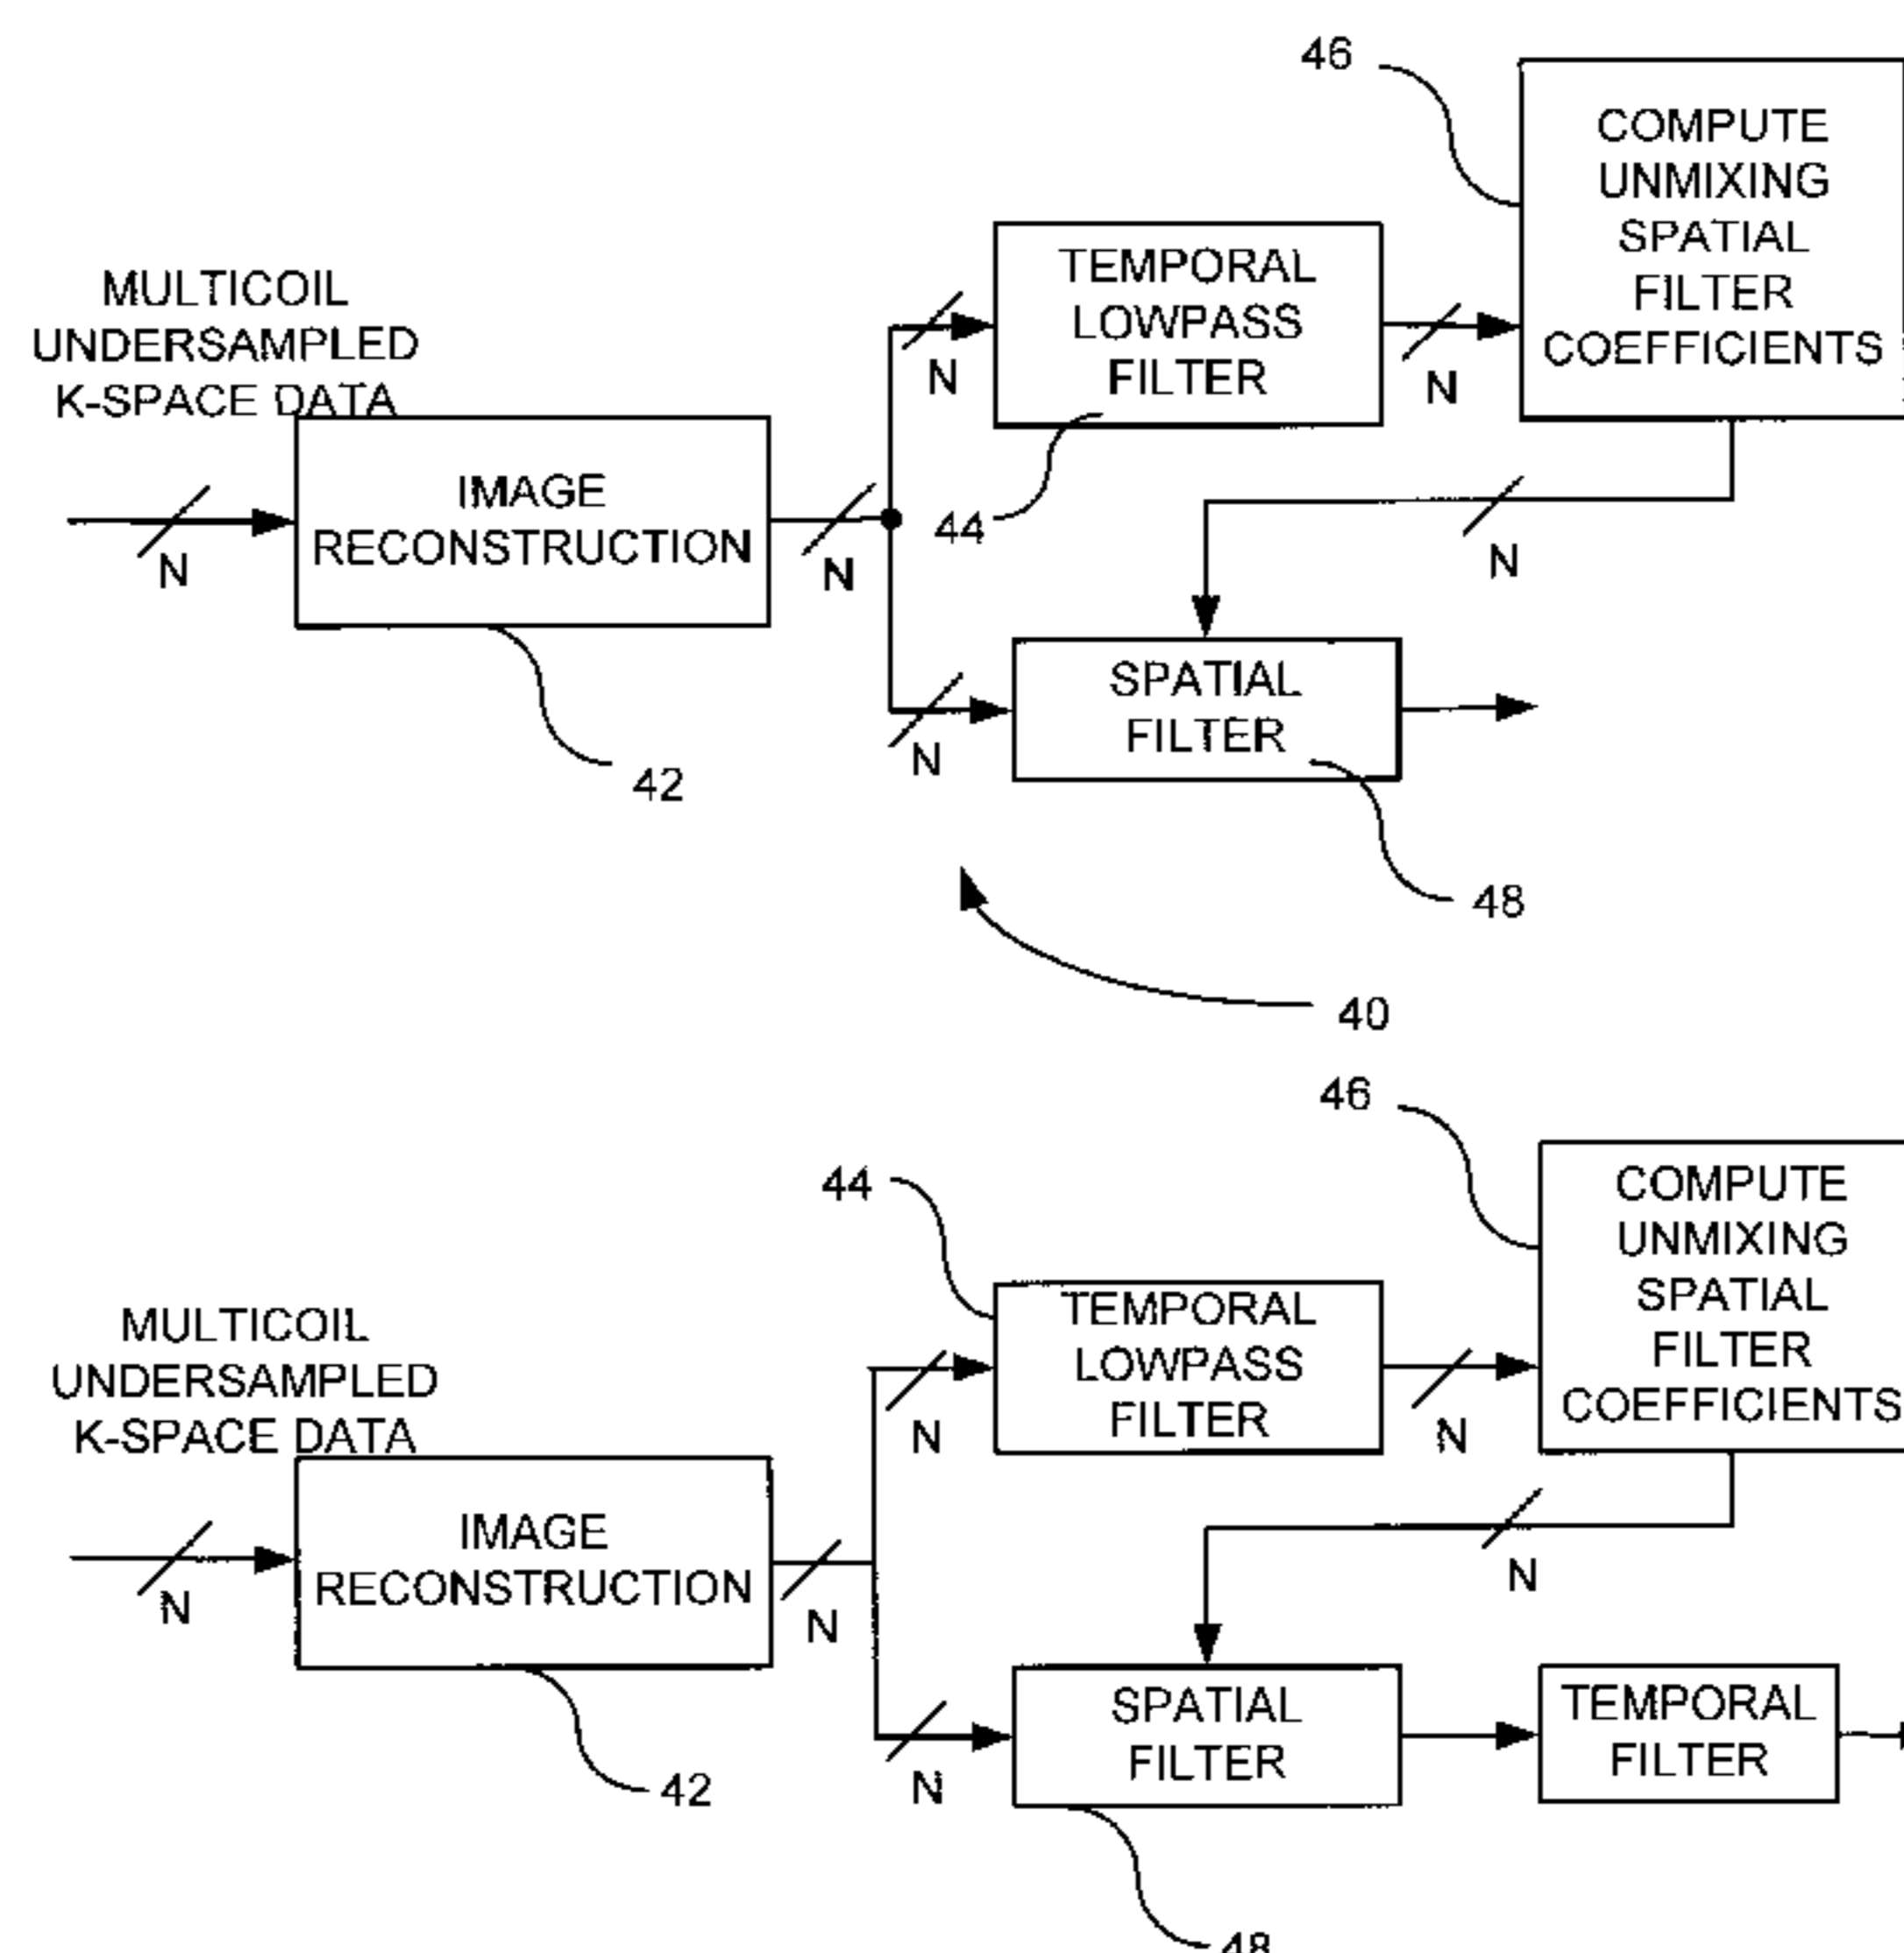 46
COMPUTE
UNMIXING
SPATIAL
FILTER
COEFFICIENTS
TEMPORAL
LOWPASS
FILTER
MULTICOIL
UNDERSAMPLED
K-SPACE DATA
N
N
44
IMAGE
RECONSTRUCTION
N
N
N
SPATIAL
FILTER
N
42
48
40
46
COMPUTE
UNMIXING
SPATIAL
FILTER
COEFFICIENTS
44
TEMPORAL
LOWPASS
FILTER
MULTICOIL
UNDERSAMPLED
K-SPACE DATA
N
N
IMAGE
RECONSTRUCTION
N
N
N
SPATIAL
FILTER
TEMPORAL
FILTER
N
42
48